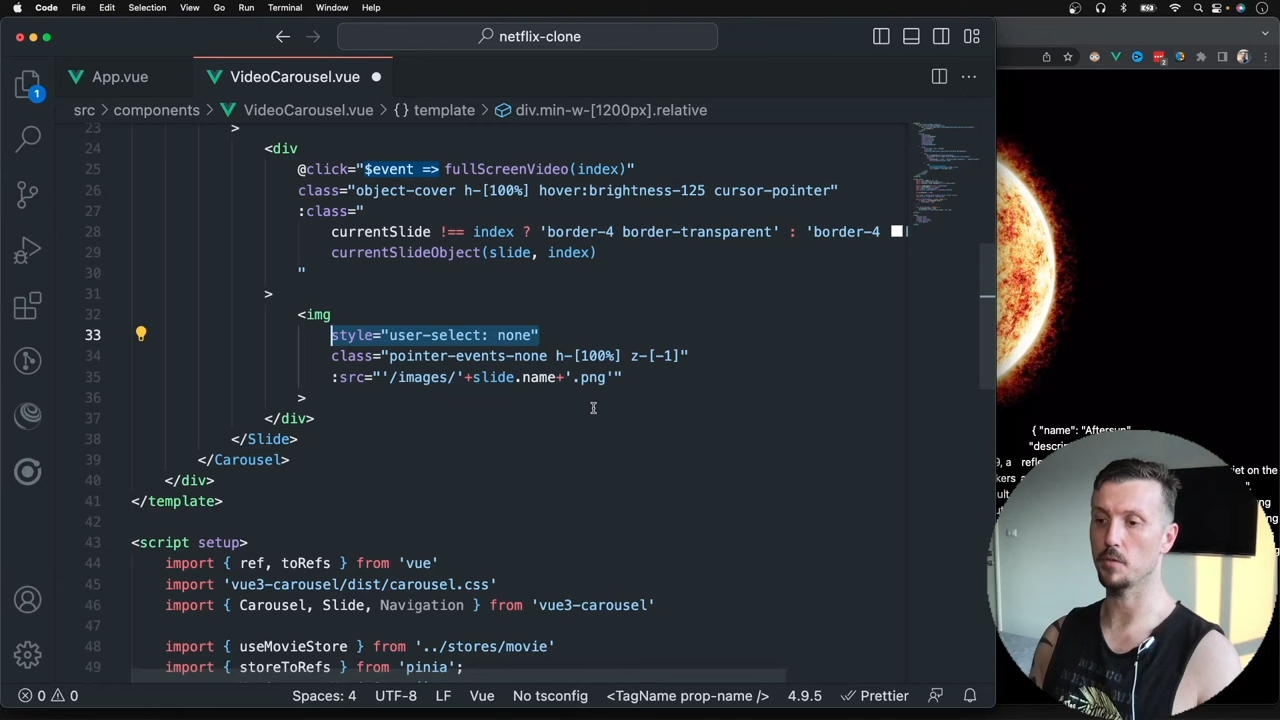 Code File Edit Selection View Go Run Terminal Window Help
netflix-clone
App.vue VideoCarousel.vue
src components VideoCarousel.vue {} template div.min-w-[1200px].relative
1
2
23 >
24 <div
25 @click="$event => fullScreenVideo(index)"
26 class="object-cover h-[100%] hover:brightness-125 cursor-pointer"
27 :class="
28 currentSlide !== index ? 'border-4 border-transparent' : 'border-4
29 currentSlideObject(slide, index)
30 "
31 >
32 <img
33 style="user-select: none"
34 class="pointer-events-none h-[100%] z-[-1]"
35 :src="'/images/'+slide.name+'.png'"
36 >
37 </div>
38 </Slide>
39 </Carousel>
40 </div>
41 </template>
42
43 <script setup>
44 import { ref, toRefs } from 'vue'
45 import 'vue3-carousel/dist/carousel.css'
46 import { Carousel, Slide, Navigation } from 'vue3-carousel'
47
48 import { useMovieStore } from '../stores/movie'
49 import { storeToRefs } from 'pinia';
{ "name": "Aftersun",
"descri
0 0 Spaces: 4 UTF-8 LF Vue No tsconfig <TagName prop-name /> 4.9.5 Prettier